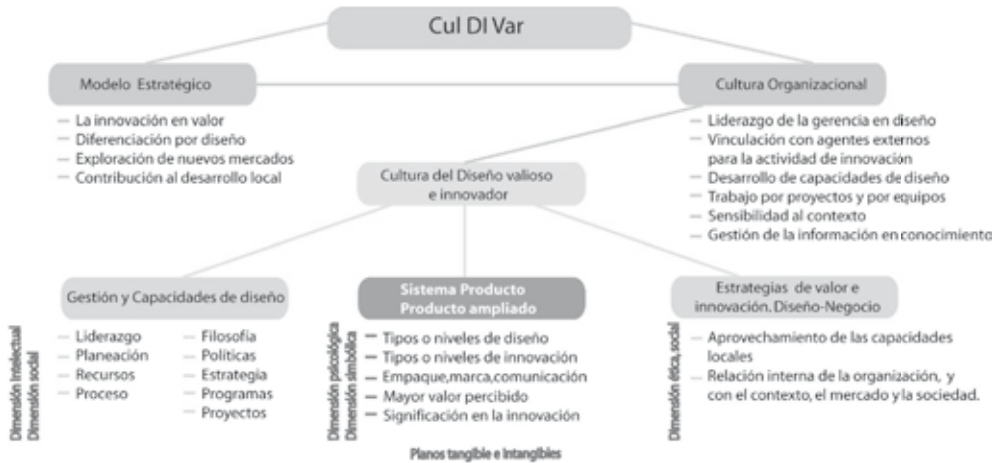 Cul DI Var
Modelo Estratégico
— La innovación en valor
— Diferenciación por diseño
— Exploración de nuevos mercados
— Contribución al desarrollo local
Cultura Organizacional
— Liderazgo de la gerencia en diseño
— Vinculación con agentes externos
para la actividad de innovación
— Desarrollo de capacidades de diseño
— Trabajo por proyectos y por equipos
— Sensibilidad al contexto
— Gestión de la información en conocimiento
Cultura del Diseño valioso
e innovador
Gestión y Capacidades de diseño
Dimensión Intelectual
Dimensión social
— Liderazgo
— Planeación
— Recursos
— Proceso
— Filosofía
— Políticas
— Estrategia
— Programas
— Proyectos
Sistema Producto
Producto ampliado
Dimensión psicológica
Dimensión simbólica
— Tipos o niveles de diseño
— Tipos o niveles de innovación
— Empaque,marca,comunicación
— Mayor valor percibido
— Significación en la innovación
Estrategias de valor e
innovación. Diseño-Negocio
Dimensión ética, social
— Aprovechamiento de las capacidades
locales
— Relación interna de la organización, y
con el contexto, el mercado y la sociedad.
Planos tangible e Intangibles